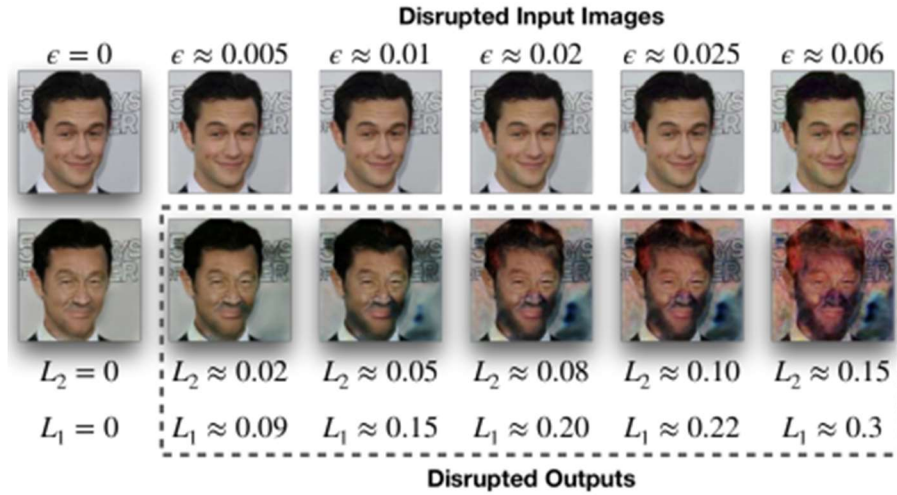 Disrupted Input Images
ϵ = 0 ϵ ≈ 0.005 ϵ ≈ 0.01 ϵ ≈ 0.02 ϵ ≈ 0.025 ϵ ≈ 0.06
L₂ = 0 L₂ ≈ 0.02 L₂ ≈ 0.05 L₂ ≈ 0.08 L₂ ≈ 0.10 L₂ ≈ 0.15
L₁ = 0 L₁ ≈ 0.09 L₁ ≈ 0.15 L₁ ≈ 0.20 L₁ ≈ 0.22 L₁ ≈ 0.3
Disrupted Outputs